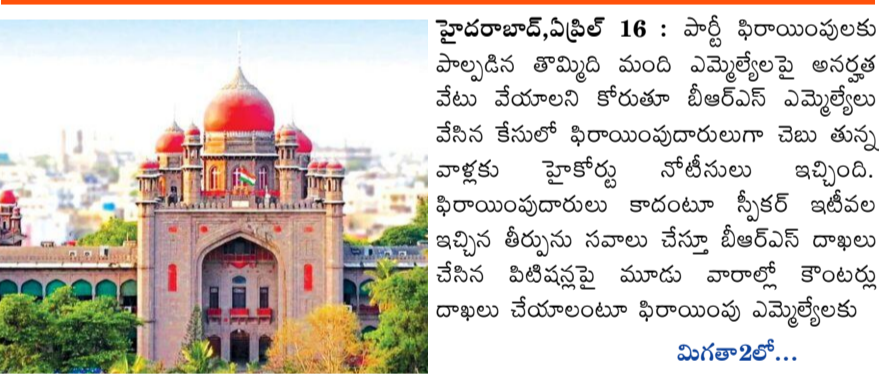 హైదరాబాద్,ఏప్రిల్ 16 : పార్టీ ఫిరాయింపులకు
పాల్పడిన తొమ్మిది మంది ఎమ్మెల్యేలపై అనర్హత
వేటు వేయాలని కోరుతూ బీఆర్ఎస్ ఎమ్మెల్యేలు
వేసిన కేసులో ఫిరాయింపుదారులుగా చెబు తున్న
వాళ్లకు హైకోర్టు నోటీసులు ఇచ్చింది.
ఫిరాయింపుదారులు కాదంటూ స్పీకర్ ఇటీవల
ఇచ్చిన తీర్పును సవాలు చేస్తూ బీఆర్ఎస్ దాఖలు
చేసిన పిటిషన్లపై మూడు వారాల్లో కౌంటర్లు
దాఖలు చేయాలంటూ ఫిరాయింపు ఎమ్మెల్యేలకు
మిగతా2లో...